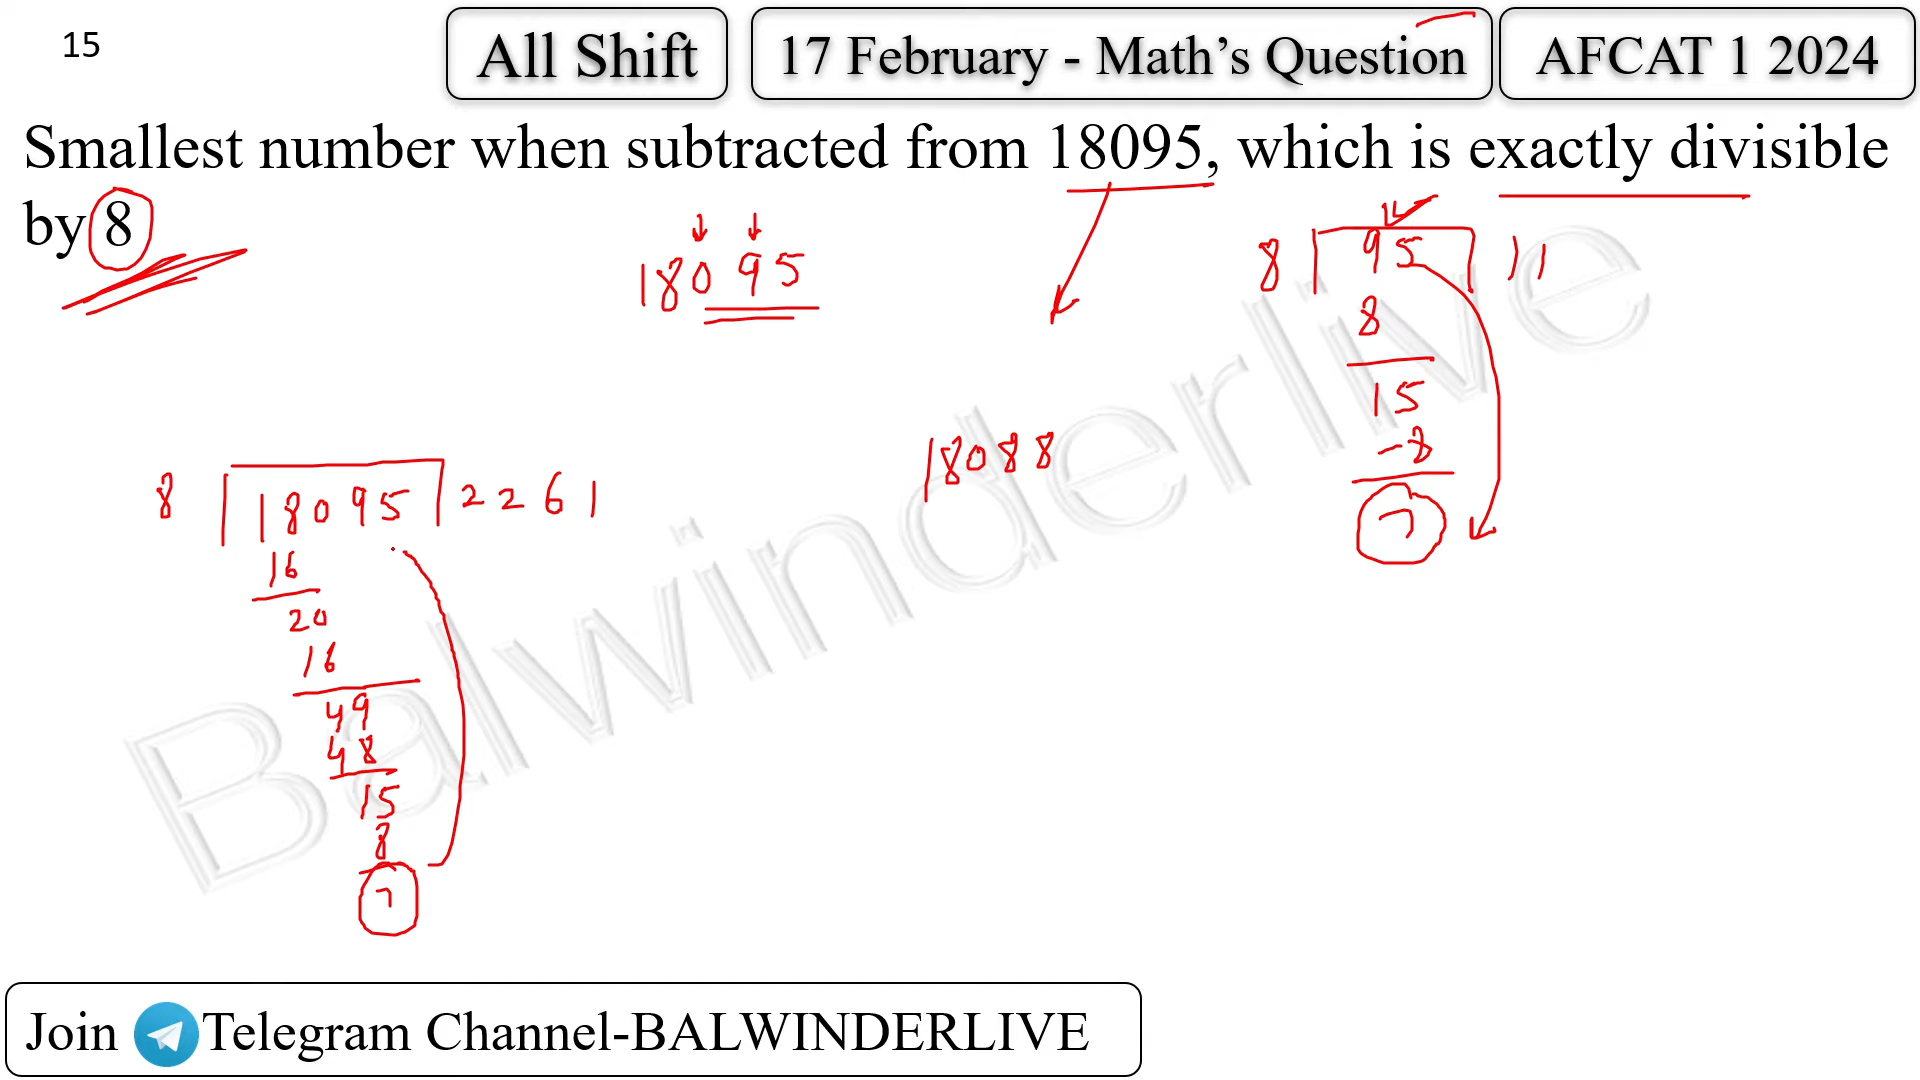 15
All Shift
17 February - Math’s Question
AFCAT 1 2024
Smallest number when subtracted from 18095, which is exactly divisible
by 8
18095
8 95 11
8
15
-8
7
18088
8 18095 2261
16
20
16
49
48
15
8
7
Balwinderlive
Join Telegram Channel-BALWINDERLIVE